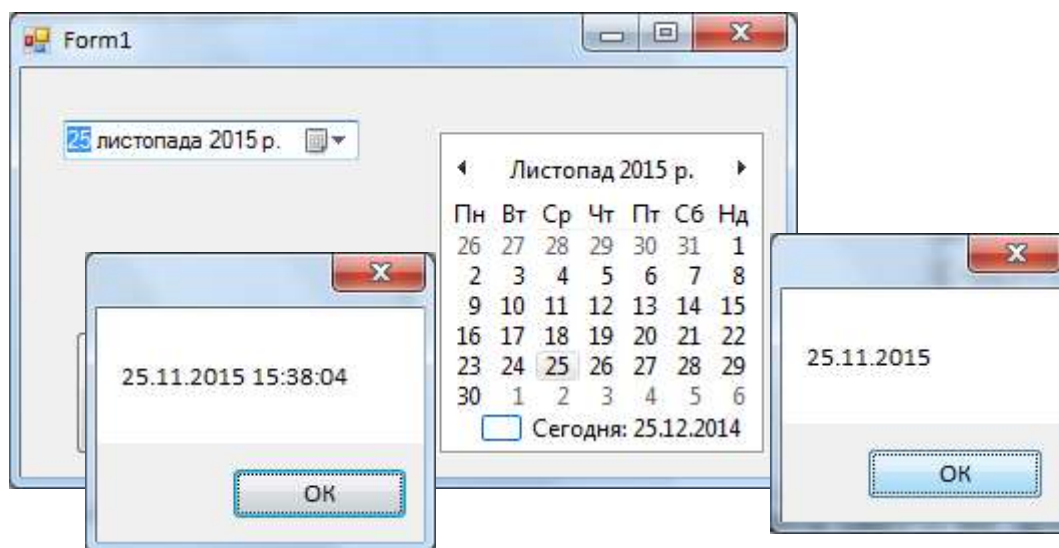 Form1
25 листопада 2015 р.
Листопад 2015 р.
Пн Вт Ср Чт Пт Сб Нд
26 27 28 29 30 31 1
2 3 4 5 6 7 8
9 10 11 12 13 14 15
16 17 18 19 20 21 22
23 24 25 26 27 28 29
30 1 2 3 4 5 6
Сегодня: 25.12.2014
25.11.2015 15:38:04
ОК
25.11.2015
ОК